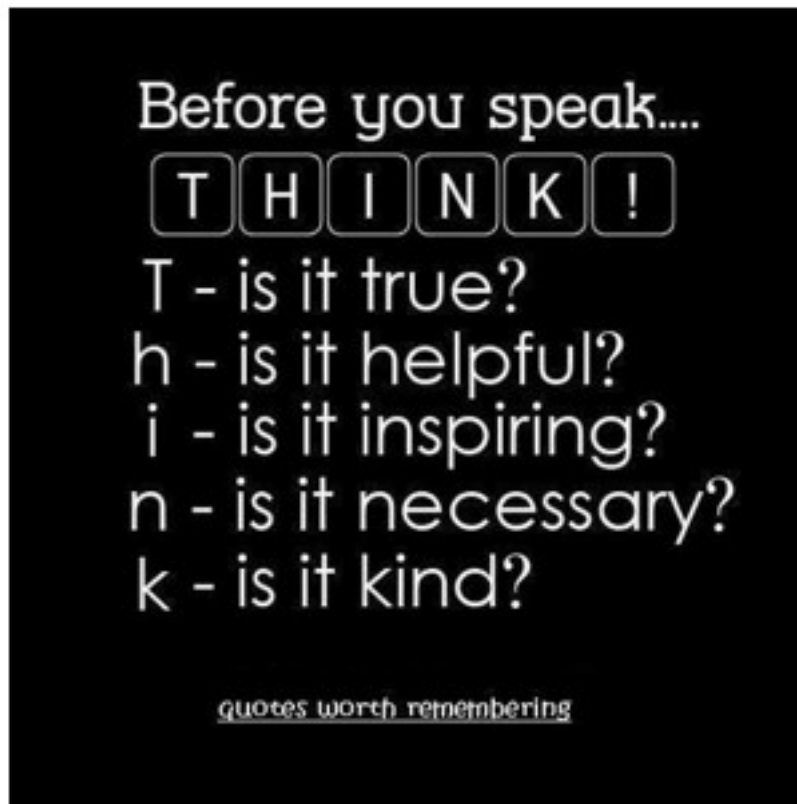 Before you speak....
THINK!
T - is it true?
h - is it helpful?
i - is it inspiring?
n - is it necessary?
k - is it kind?
quotes worth remembering